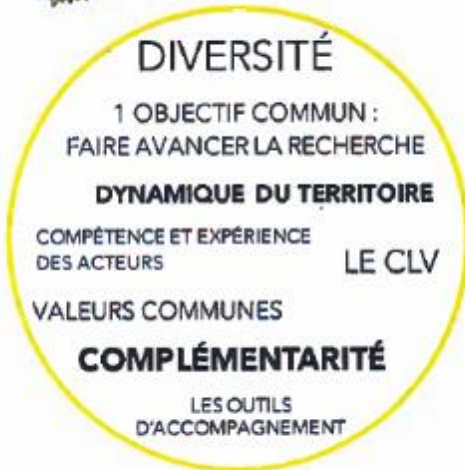 DIVERSITÉ
1 OBJECTIF COMMUN :
FAIRE AVANCER LA RECHERCHE
DYNAMIQUE DU TERRITOIRE
COMPÉTENCE ET EXPÉRIENCE
DES ACTEURS
LE CLV
VALEURS COMMUNES
COMPLÉMENTARITÉ
LES OUTILS
D'ACCOMPAGNEMENT